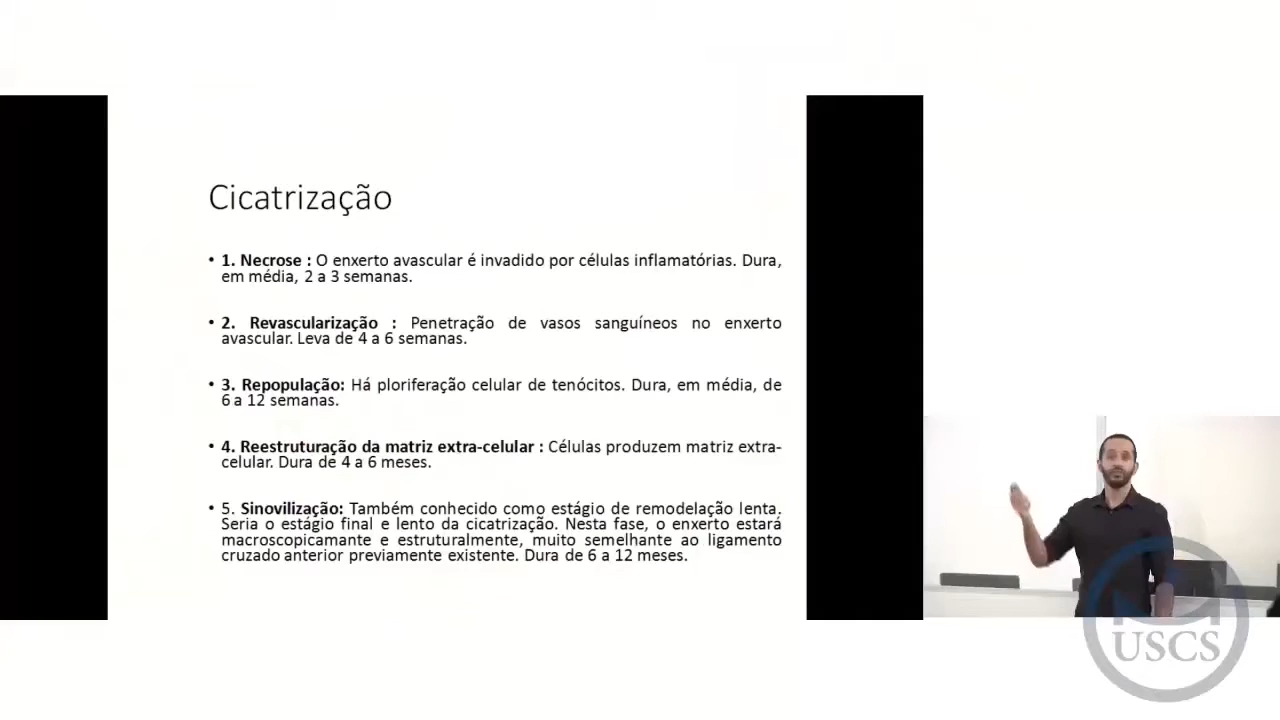 Cicatrização
• 1. Necrose : O enxerto avascular é invadido por células inflamatórias. Dura,
em média, 2 a 3 semanas.
• 2. Revascularização : Penetração de vasos sanguíneos no enxerto
avascular. Leva de 4 a 6 semanas.
• 3. Repopulação: Há ploriferação celular de tenócitos. Dura, em média, de
6 a 12 semanas.
• 4. Reestruturação da matriz extra-celular : Células produzem matriz extra-
celular. Dura de 4 a 6 meses.
• 5. Sinovilização: Também conhecido como estágio de remodelação lenta.
Seria o estágio final e lento da cicatrização. Nesta fase, o enxerto estará
macroscopicamante e estruturalmente, muito semelhante ao ligamento
cruzado anterior previamente existente. Dura de 6 a 12 meses.
USCS